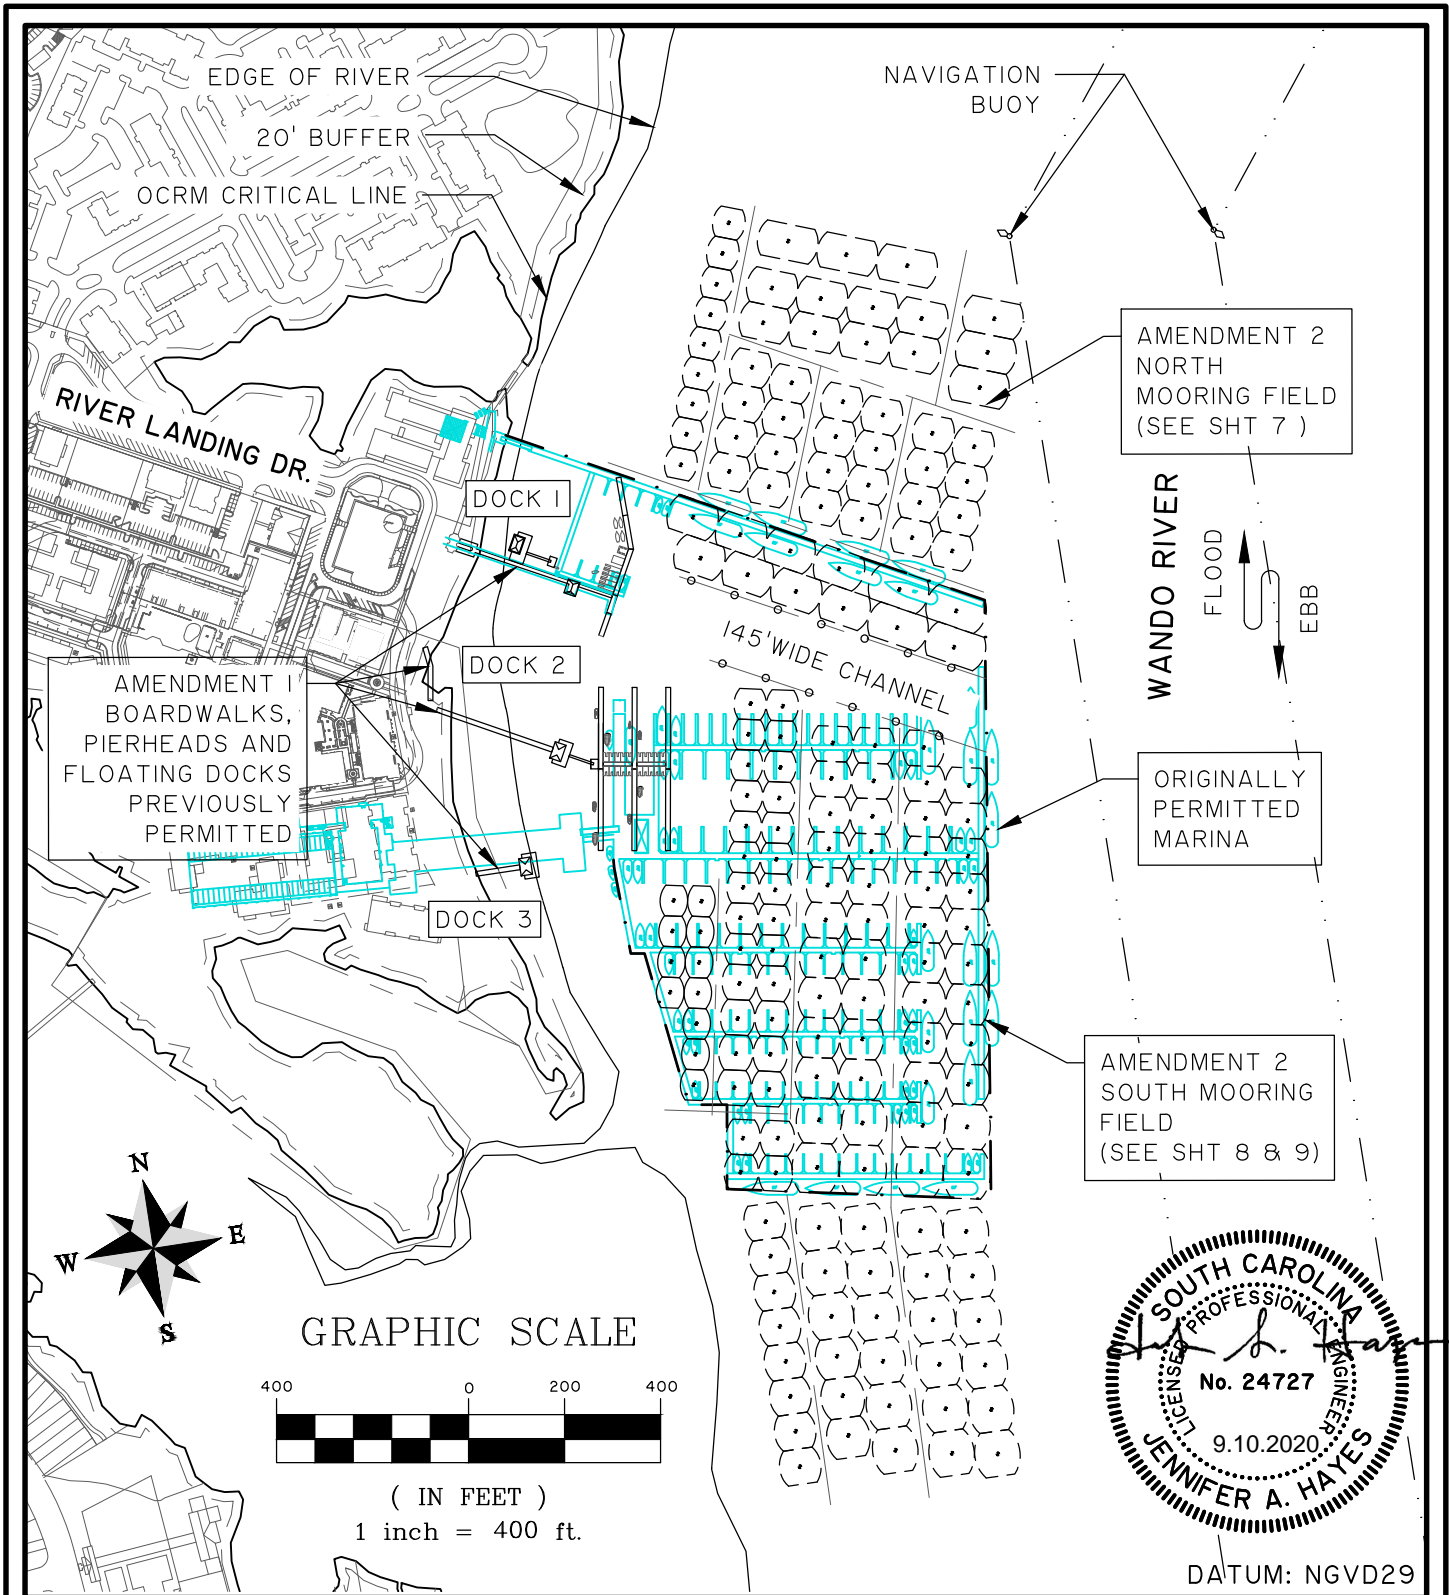 EDGE OF RIVER
20' BUFFER
OCRM CRITICAL LINE
NAVIGATION
BUOY
AMENDMENT 2
NORTH
MOORING FIELD
(SEE SHT 7 )
RIVER LANDING DR.
DOCK 1
DOCK 2
145' WIDE CHANNEL
WANDO RIVER
FLOOD
EBB
AMENDMENT 1
BOARDWALKS,
PIERHEADS AND
FLOATING DOCKS
PREVIOUSLY
PERMITTED
ORIGINALLY
PERMITTED
MARINA
DOCK 3
AMENDMENT 2
SOUTH MOORING
FIELD
(SEE SHT 8 & 9)
N
E
W
S
GRAPHIC SCALE
400 0 200 400
( IN FEET )
1 inch = 400 ft.
SOUTH CAROLINA
LICENSED PROFESSIONAL ENGINEER
No. 24727
9.10.2020
JENNIFER A. HAYES
DATUM: NGVD29